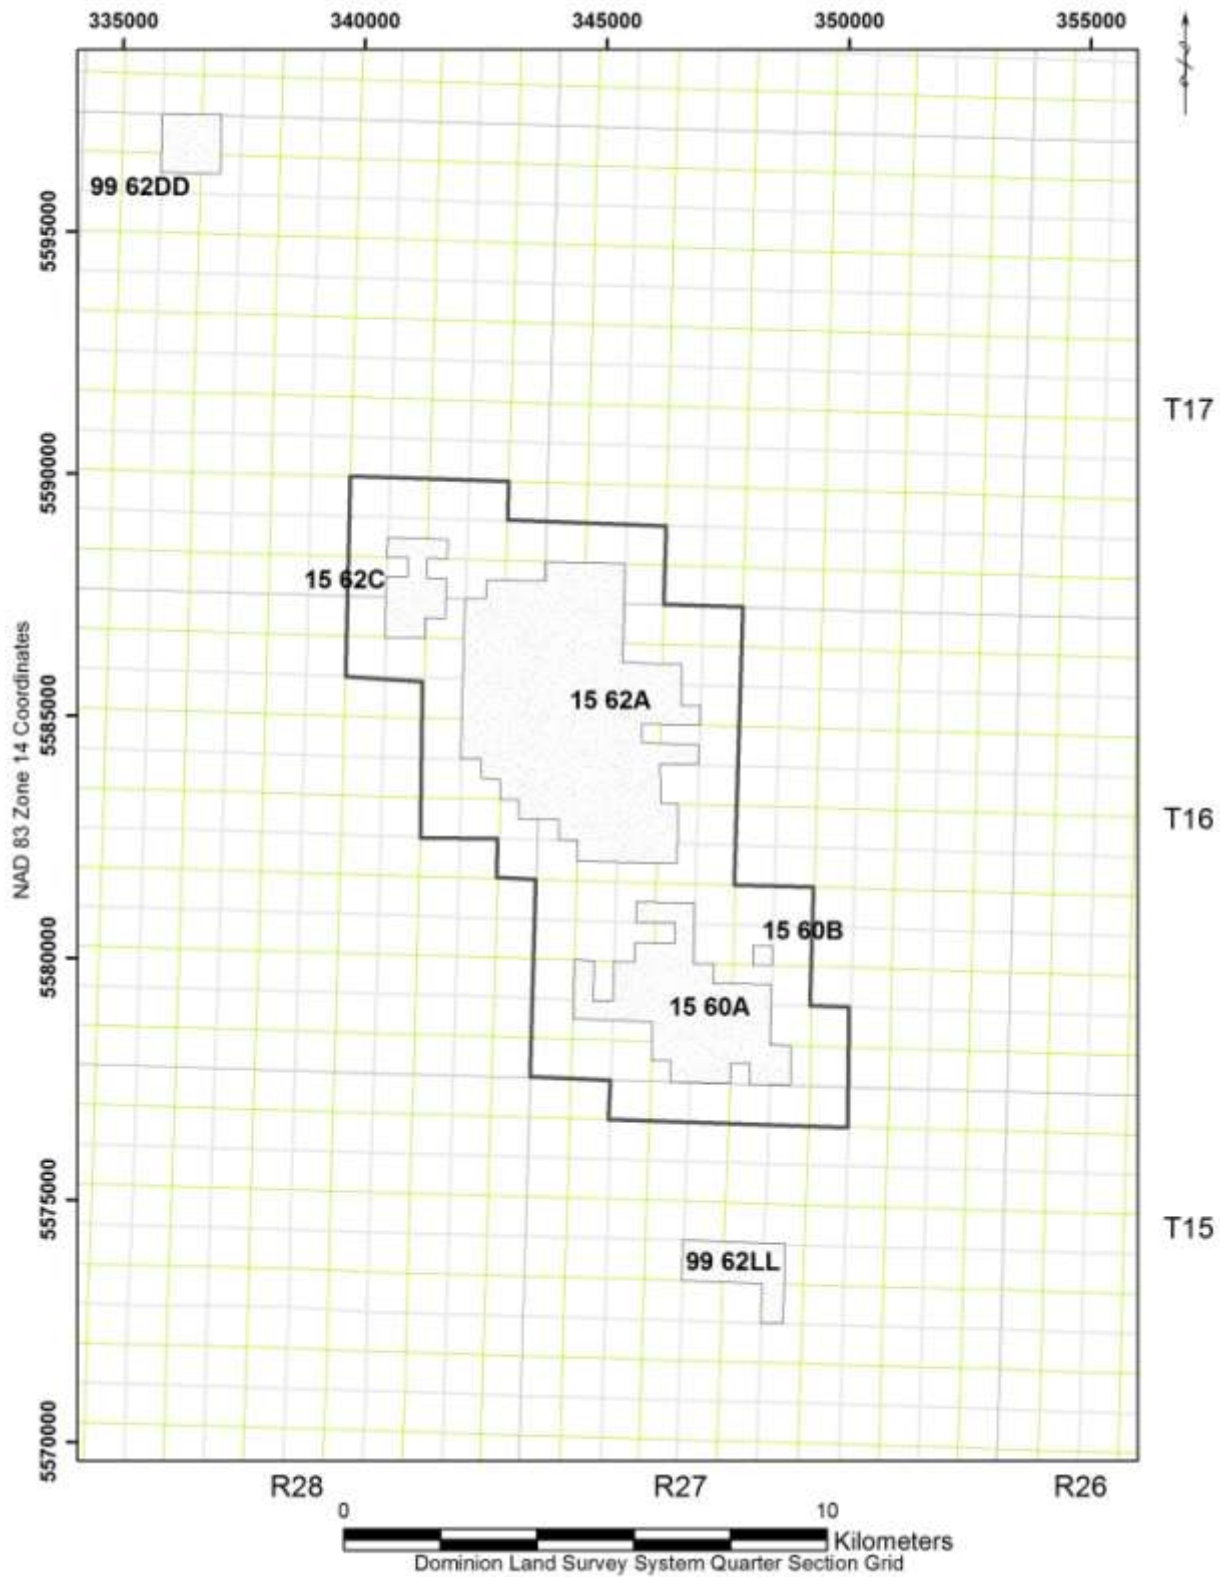 335000 340000 345000 350000 355000
99 62DD
5595000
T17
5590000
15 62C
NAD 83 Zone 14 Coordinates
15 62A
5585000
T16
15 60B
5580000
15 60A
5575000
T15
99 62LL
5570000
R28 R27 R26
0 10
Kilometers
Dominion Land Survey System Quarter Section Grid